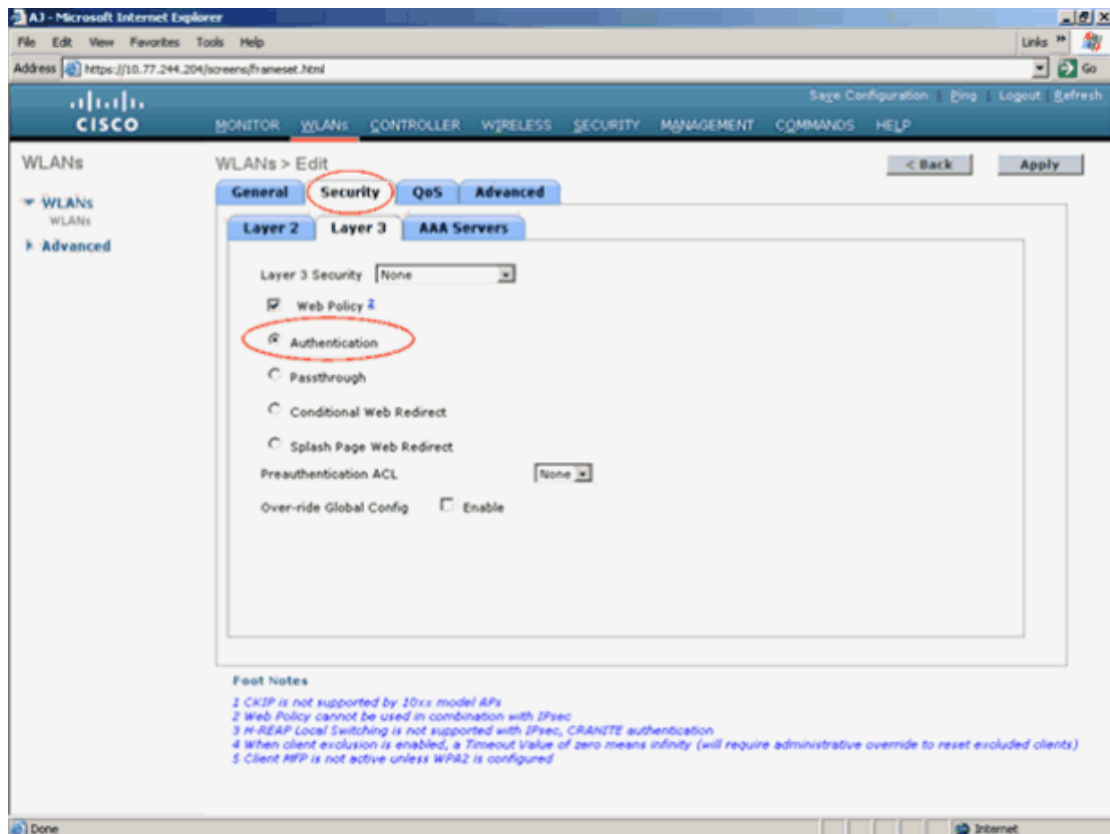 AJ - Microsoft Internet Explorer
File Edit View Favorites Tools Help Links »
Address https://10.77.244.204/screens/frameset.html Go
Save Configuration | Ping | Logout | Refresh
CISCO MONITOR WLANs CONTROLLER WIRELESS SECURITY MANAGEMENT COMMANDS HELP
WLANs
WLANs
WLANs
Advanced
WLANs > Edit < Back Apply
General Security QoS Advanced
Layer 2 Layer 3 AAA Servers
Layer 3 Security None
Web Policy 2
Authentication
Passthrough
Conditional Web Redirect
Splash Page Web Redirect
Preauthentication ACL None
Over-ride Global Config Enable
Foot Notes
1 CKIP is not supported by 10xx model APs
2 Web Policy cannot be used in combination with IPsec
3 H-REAP Local Switching is not supported with IPsec, CRANITE authentication
4 When client exclusion is enabled, a Timeout Value of zero means infinity (will require administrative override to reset excluded clients)
5 Client MFP is not active unless WPA2 is configured
Done Internet